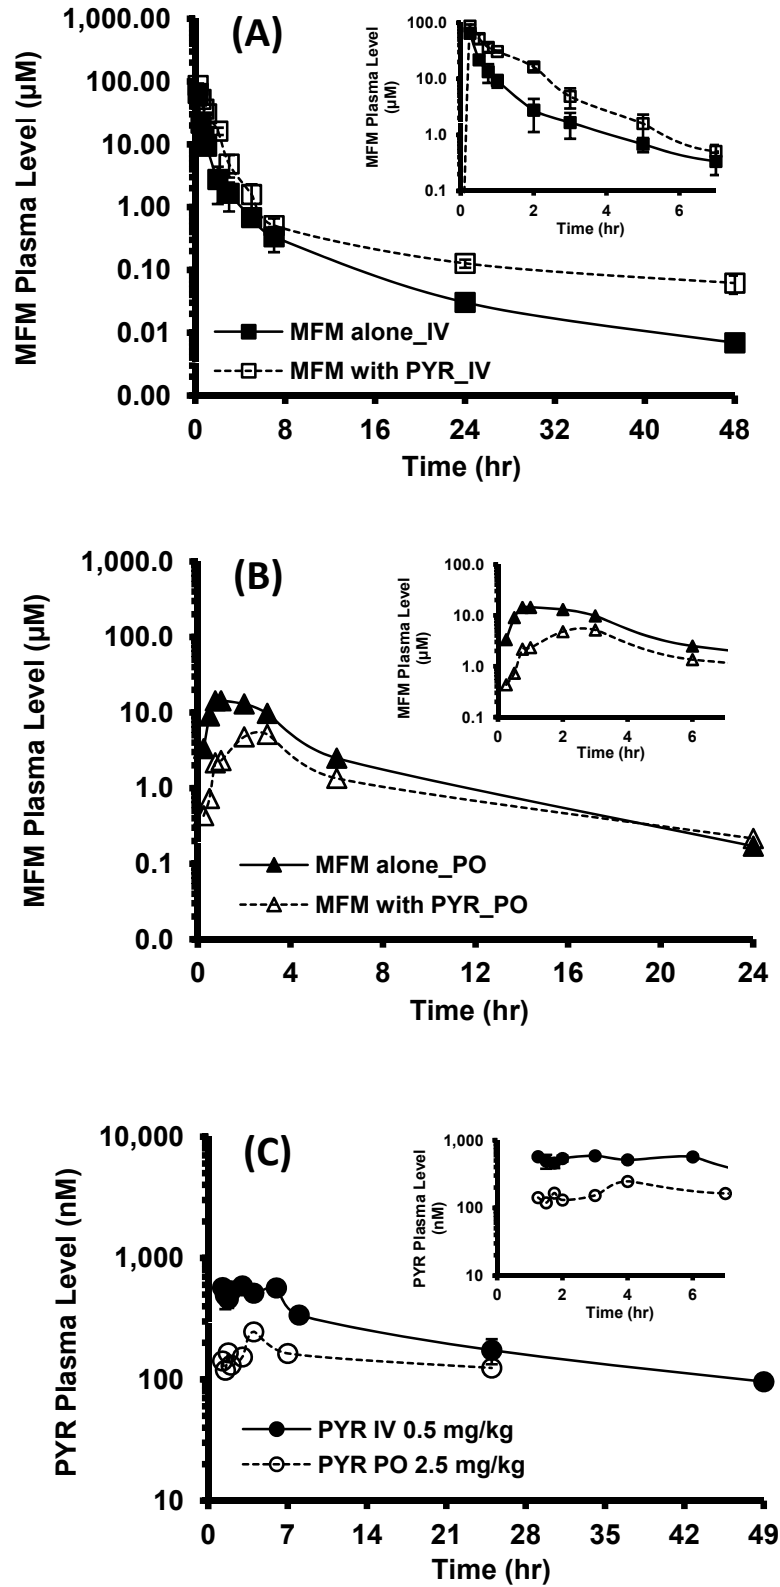 (A)
MFM Plasma Level (µM)
1,000.00
100.00
10.00
1.00
0.10
0.01
0.00
0 8 16 24 32 40 48
Time (hr)
MFM alone_IV
MFM with PYR_IV
MFM Plasma Level
(µM)
100.0
10.0
1.0
0.1
0 2 4 6
Time (hr)
(B)
MFM Plasma Level (µM)
1,000.0
100.0
10.0
1.0
0.1
0.0
0 4 8 12 16 20 24
Time (hr)
MFM alone_PO
MFM with PYR_PO
MFM Plasma Level
(µM)
100.0
10.0
1.0
0.1
0 2 4 6
Time (hr)
(C)
PYR Plasma Level (nM)
10,000
1,000
100
10
0 7 14 21 28 35 42 49
Time (hr)
PYR IV 0.5 mg/kg
PYR PO 2.5 mg/kg
PYR Plasma Level
(nM)
1,000
100
10
0 2 4 6
Time (hr)